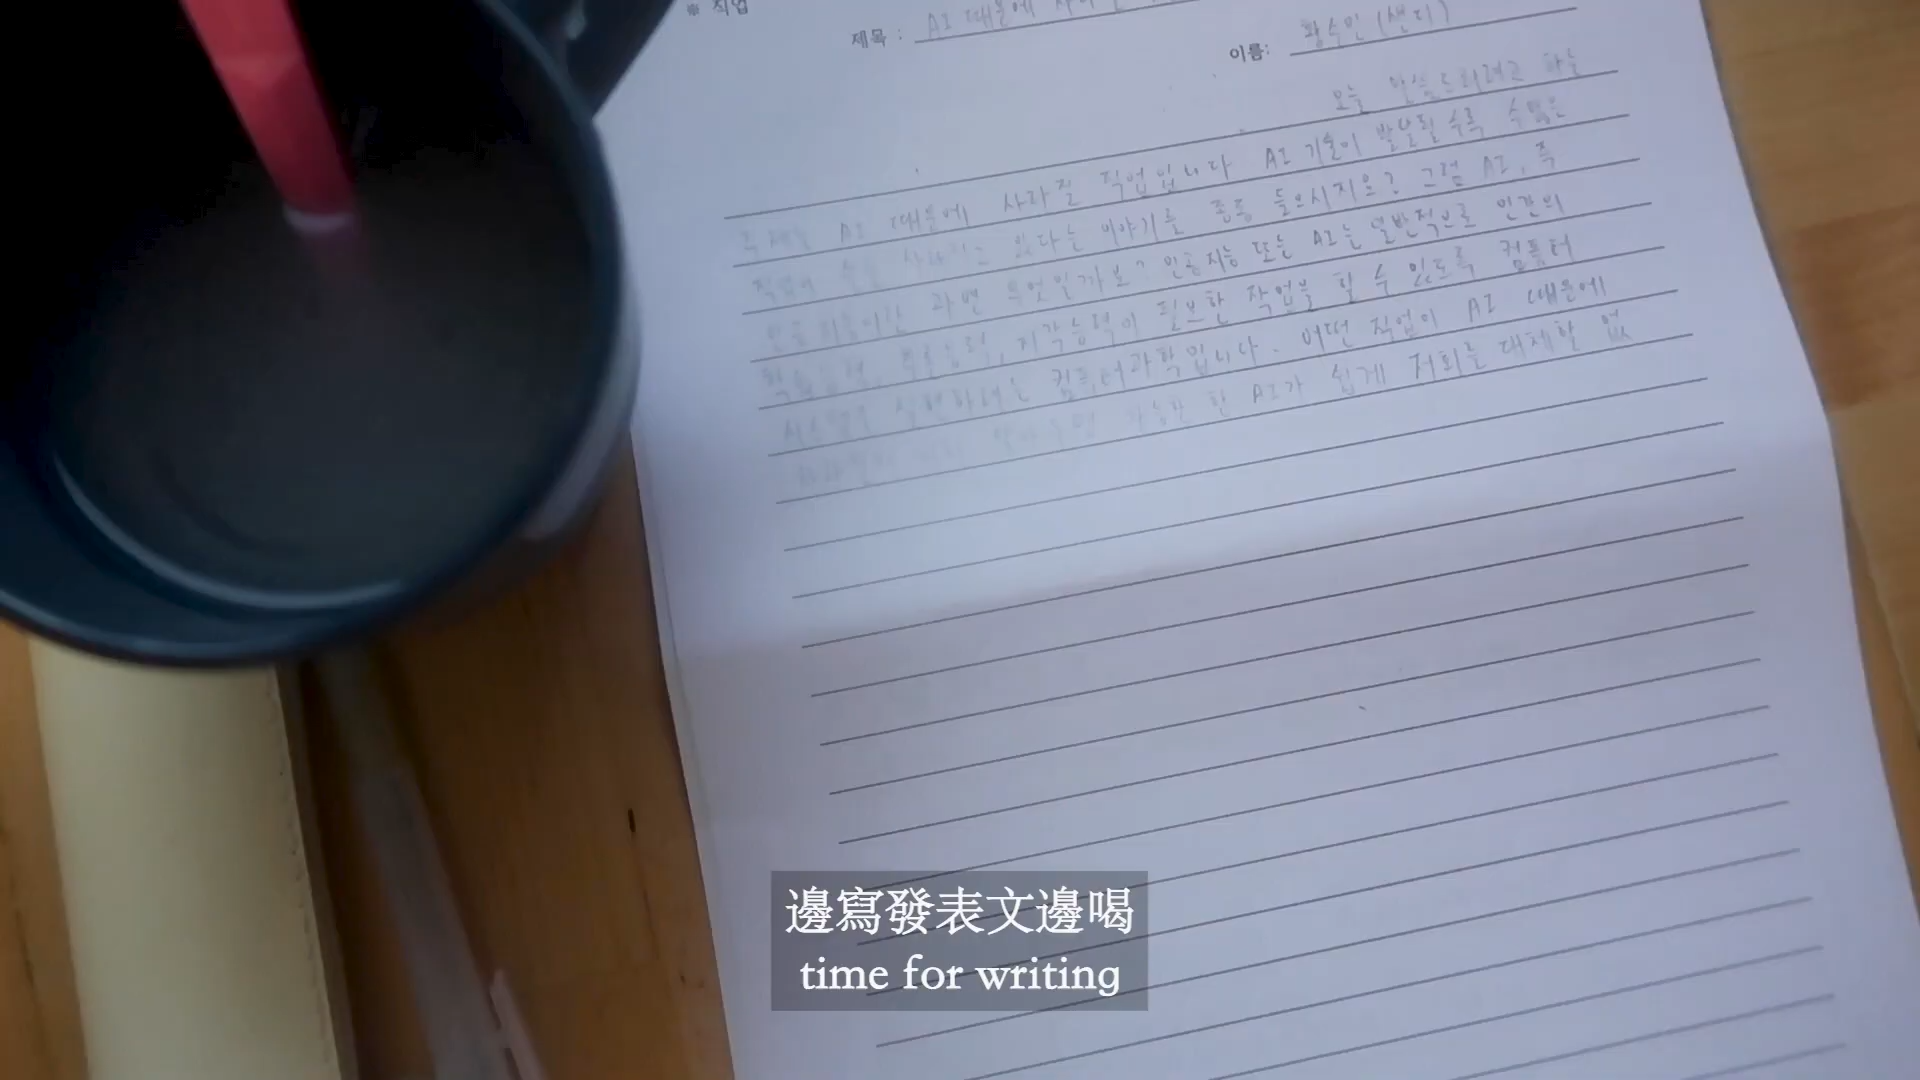 ※ 직업
제목 : AI 때문에
이름: 황수민 (샌디)
오늘 말씀드리려고 하는
주제는 AI 때문에 사라질 직업입니다. AI 기술이 발달될수록 수많은
직업이 사라지고 있다는 이야기를 종종 들으시지요? 그럼 AI, 즉
인공지능이란 과연 무엇일까요? 인공지능 또는 AI는 일반적으로 인간의
학습능력, 지각능력이 필요한 작업을 할 수 있도록 컴퓨터
시스템을 실현하려는 컴퓨터과학입니다. 어떤 직업이 AI 때문에
한 AI가 쉽게 저희를 대체할 없
邊寫發表文邊喝
time for writing